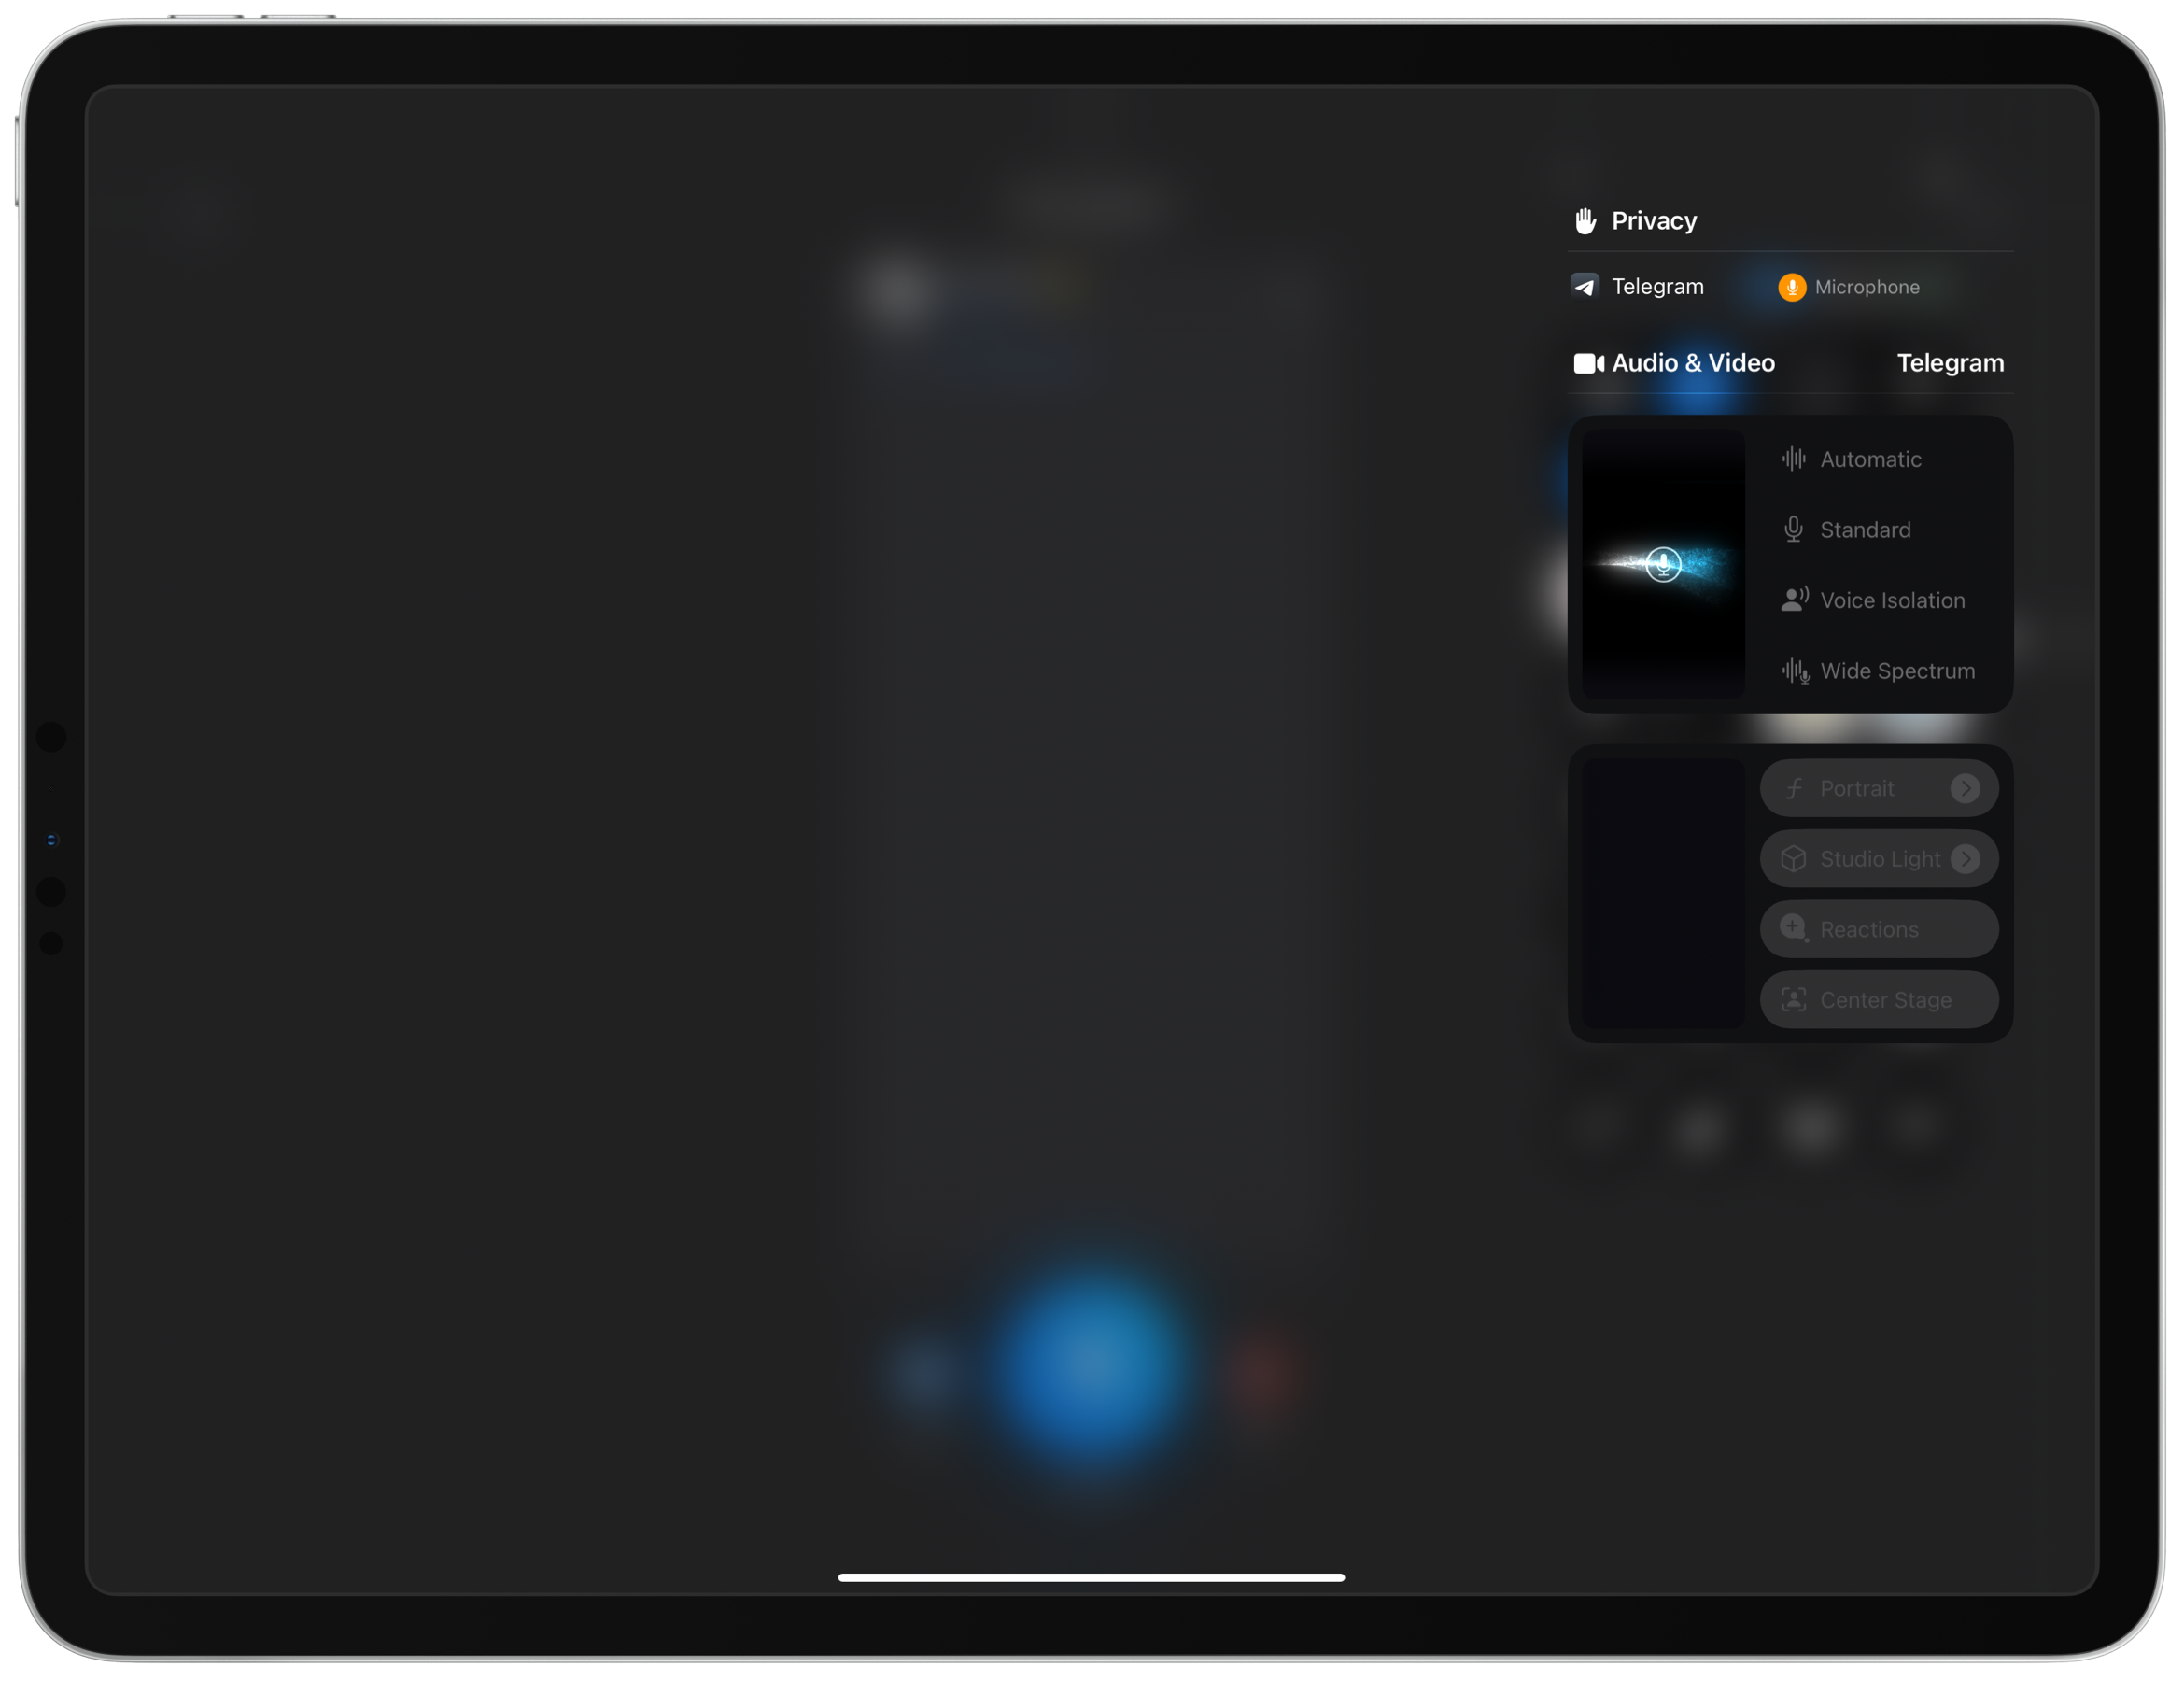 Privacy
Telegram Microphone
Audio & Video Telegram
Automatic
Standard
Voice Isolation
Wide Spectrum
Portrait
Studio Light
Reactions
Center Stage